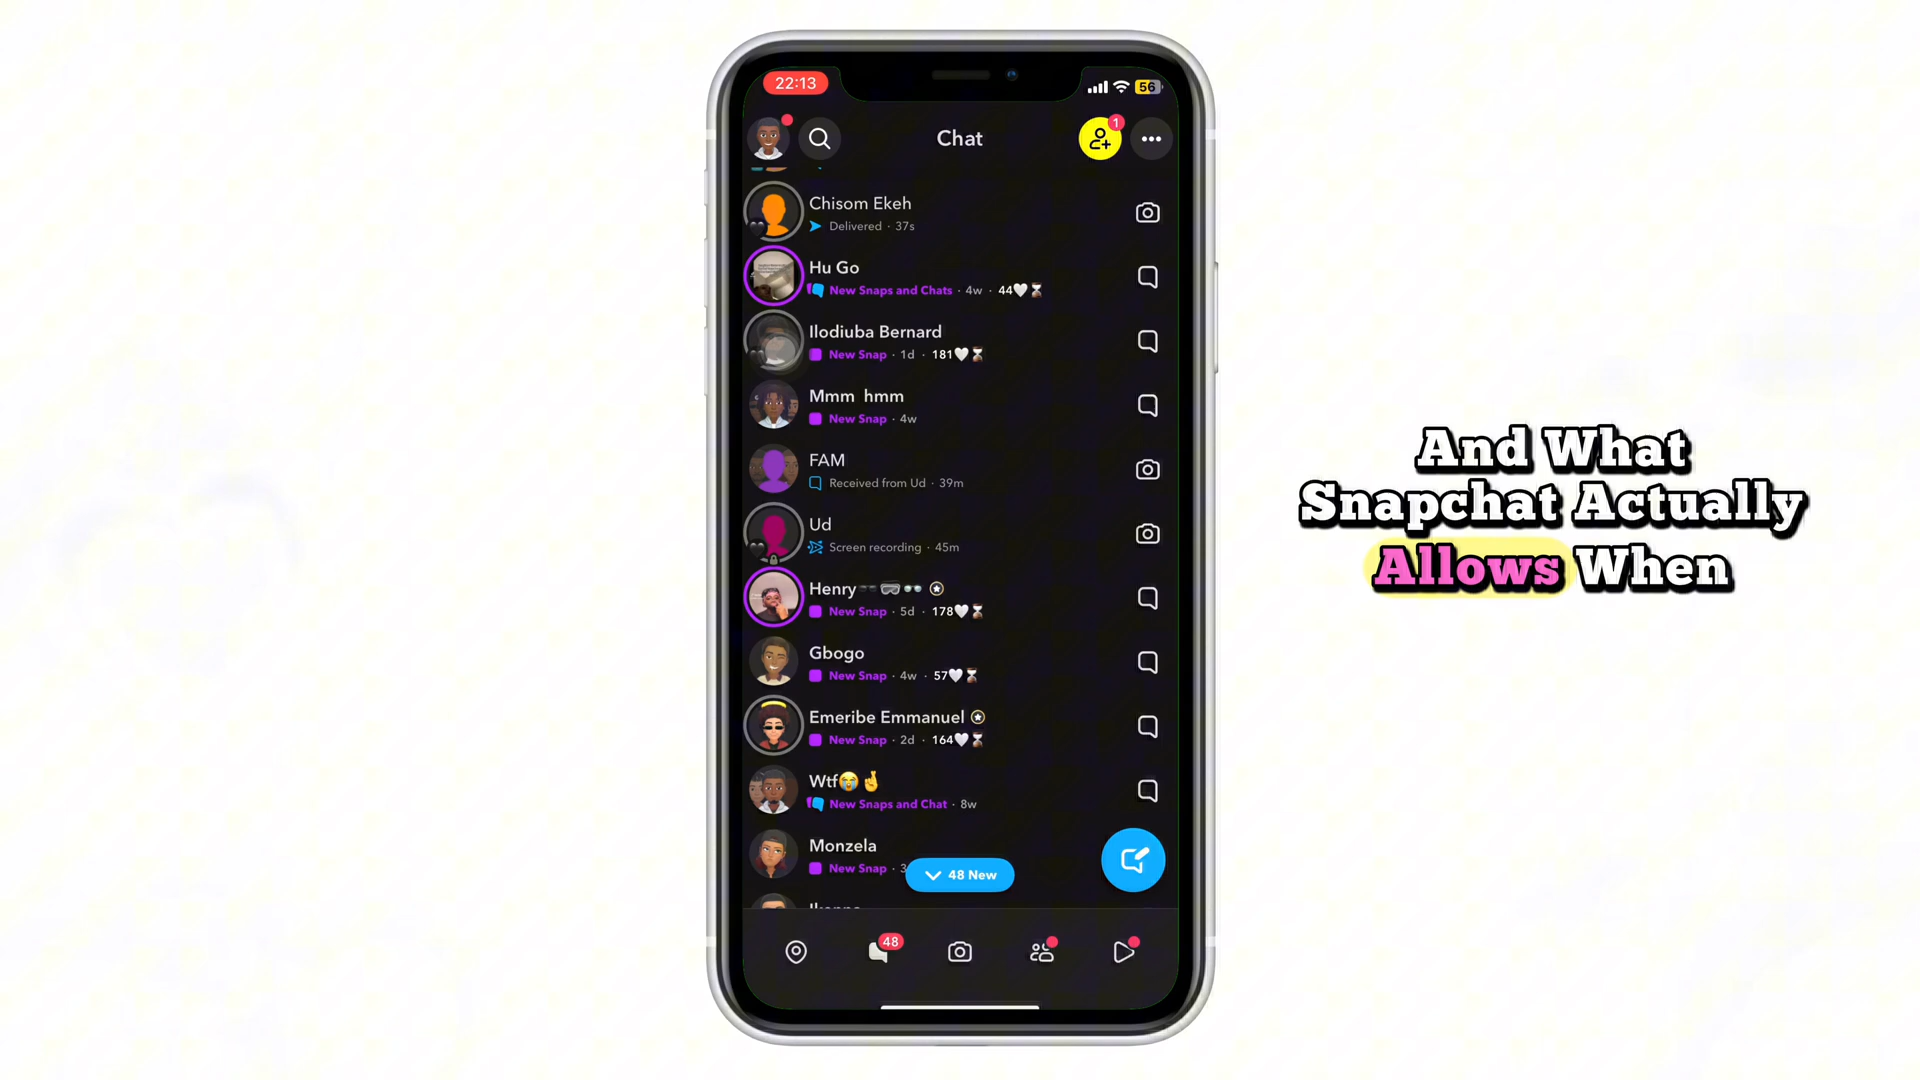 22:13
56
Chat
1
Chisom Ekeh
Delivered · 37s
Hu Go
New Snaps and Chats · 4w · 44🤍⌛
Ilodiuba Bernard
New Snap · 1d · 181🤍⌛
Mmm hmm
New Snap · 4w
FAM
Received from Ud · 39m
Ud
Screen recording · 45m
Henry🕶️🥽👓
New Snap · 5d · 178🤍⌛
Gbogo
New Snap · 4w · 57🤍⌛
Emeribe Emmanuel
New Snap · 2d · 164🤍⌛
Wtf😭🤞
New Snaps and Chat · 8w
Monzela
New Snap · 3
48 New
48
And What
Snapchat Actually
Allows When